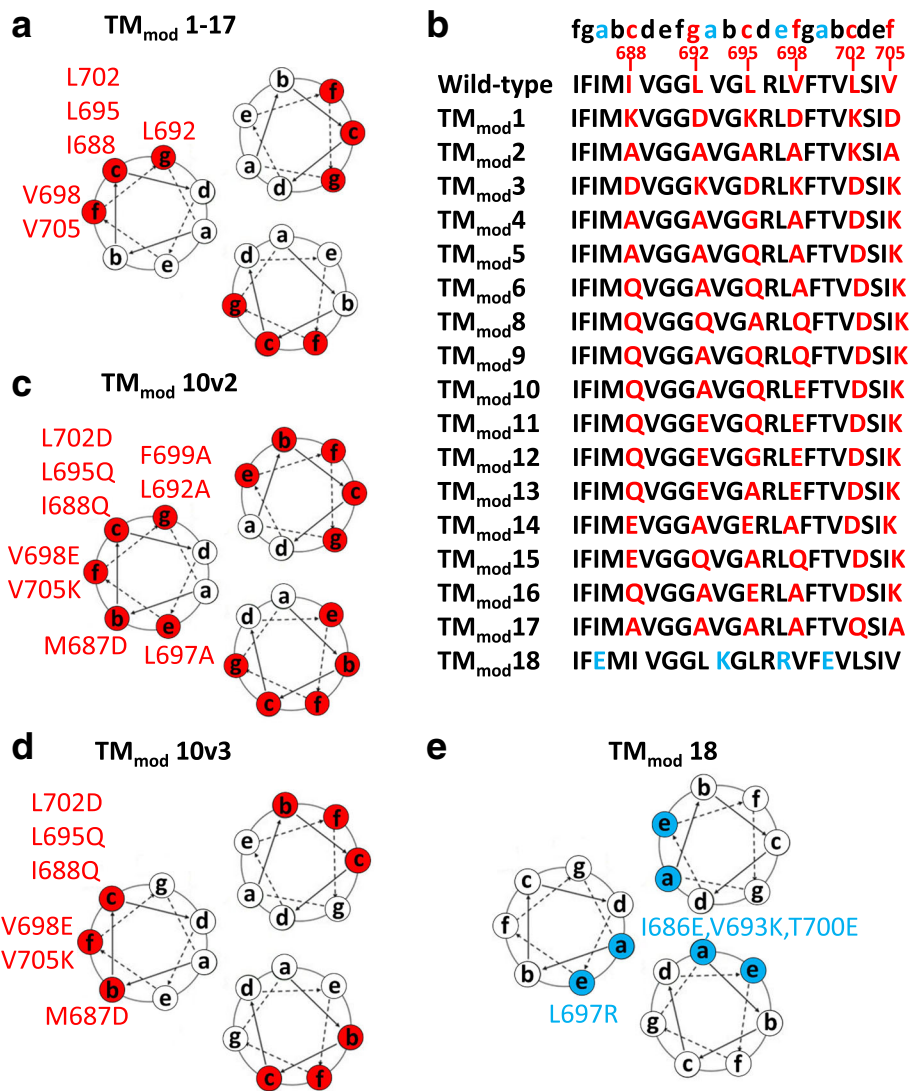 a
TMmod 1-17
L702
L695
I688
L692
V698
V705
c
g
d
f
a
b
e
b
f
e
c
a
d
g
a
d
e
g
b
c
f
b
fgabcdefgabcdefgabcdef
688 692 695 698 702 705
Wild-type IFIMI VGGL VGL RLVFTVLSIV
TMmod1 IFIMKVGGDVGKRLDFTVKSID
TMmod2 IFIMAVGGAVGARLAFTVKSIA
TMmod3 IFIMDVGGKVGDRLKFTVDSIK
TMmod4 IFIMAVGGAVGGRLAFTVDSIK
TMmod5 IFIMAVGGAVGQRLAFTVDSIK
TMmod6 IFIMQVGGAVGQRLAFTVDSIK
TMmod8 IFIMQVGGQVGARLQFTVDSIK
TMmod9 IFIMQVGGAVGQRLQFTVDSIK
TMmod10 IFIMQVGGAVGQRLEFTVDSIK
TMmod11 IFIMQVGGEVGQRLEFTVDSIK
TMmod12 IFIMQVGGEVGGRLEFTVDSIK
TMmod13 IFIMQVGGEVGARLEFTVDSIK
TMmod14 IFIMEVGGAVGERLAFTVDSIK
TMmod15 IFIMEVGGQVGARLQFTVDSIK
TMmod16 IFIMQVGGAVGERLAFTVDSIK
TMmod17 IFIMAVGGAVGARLAFTVQSIA
TMmod18 IFEMI VGGL KGLRRVFEVLSIV
c
TMmod 10v2
L702D
L695Q
I688Q
F699A
L692A
V698E
V705K
M687D
L697A
c
g
d
f
a
b
e
b
f
e
c
a
d
g
a
d
e
g
b
c
f
d
TMmod 10v3
L702D
L695Q
I688Q
V698E
V705K
M687D
c
g
d
f
a
b
e
b
f
e
c
a
d
g
a
d
e
g
b
c
f
e
TMmod 18
b
f
e
c
a
d
g
c
g
d
f
a
b
e
I686E,V693K,T700E
L697R
a
d
e
g
b
c
f